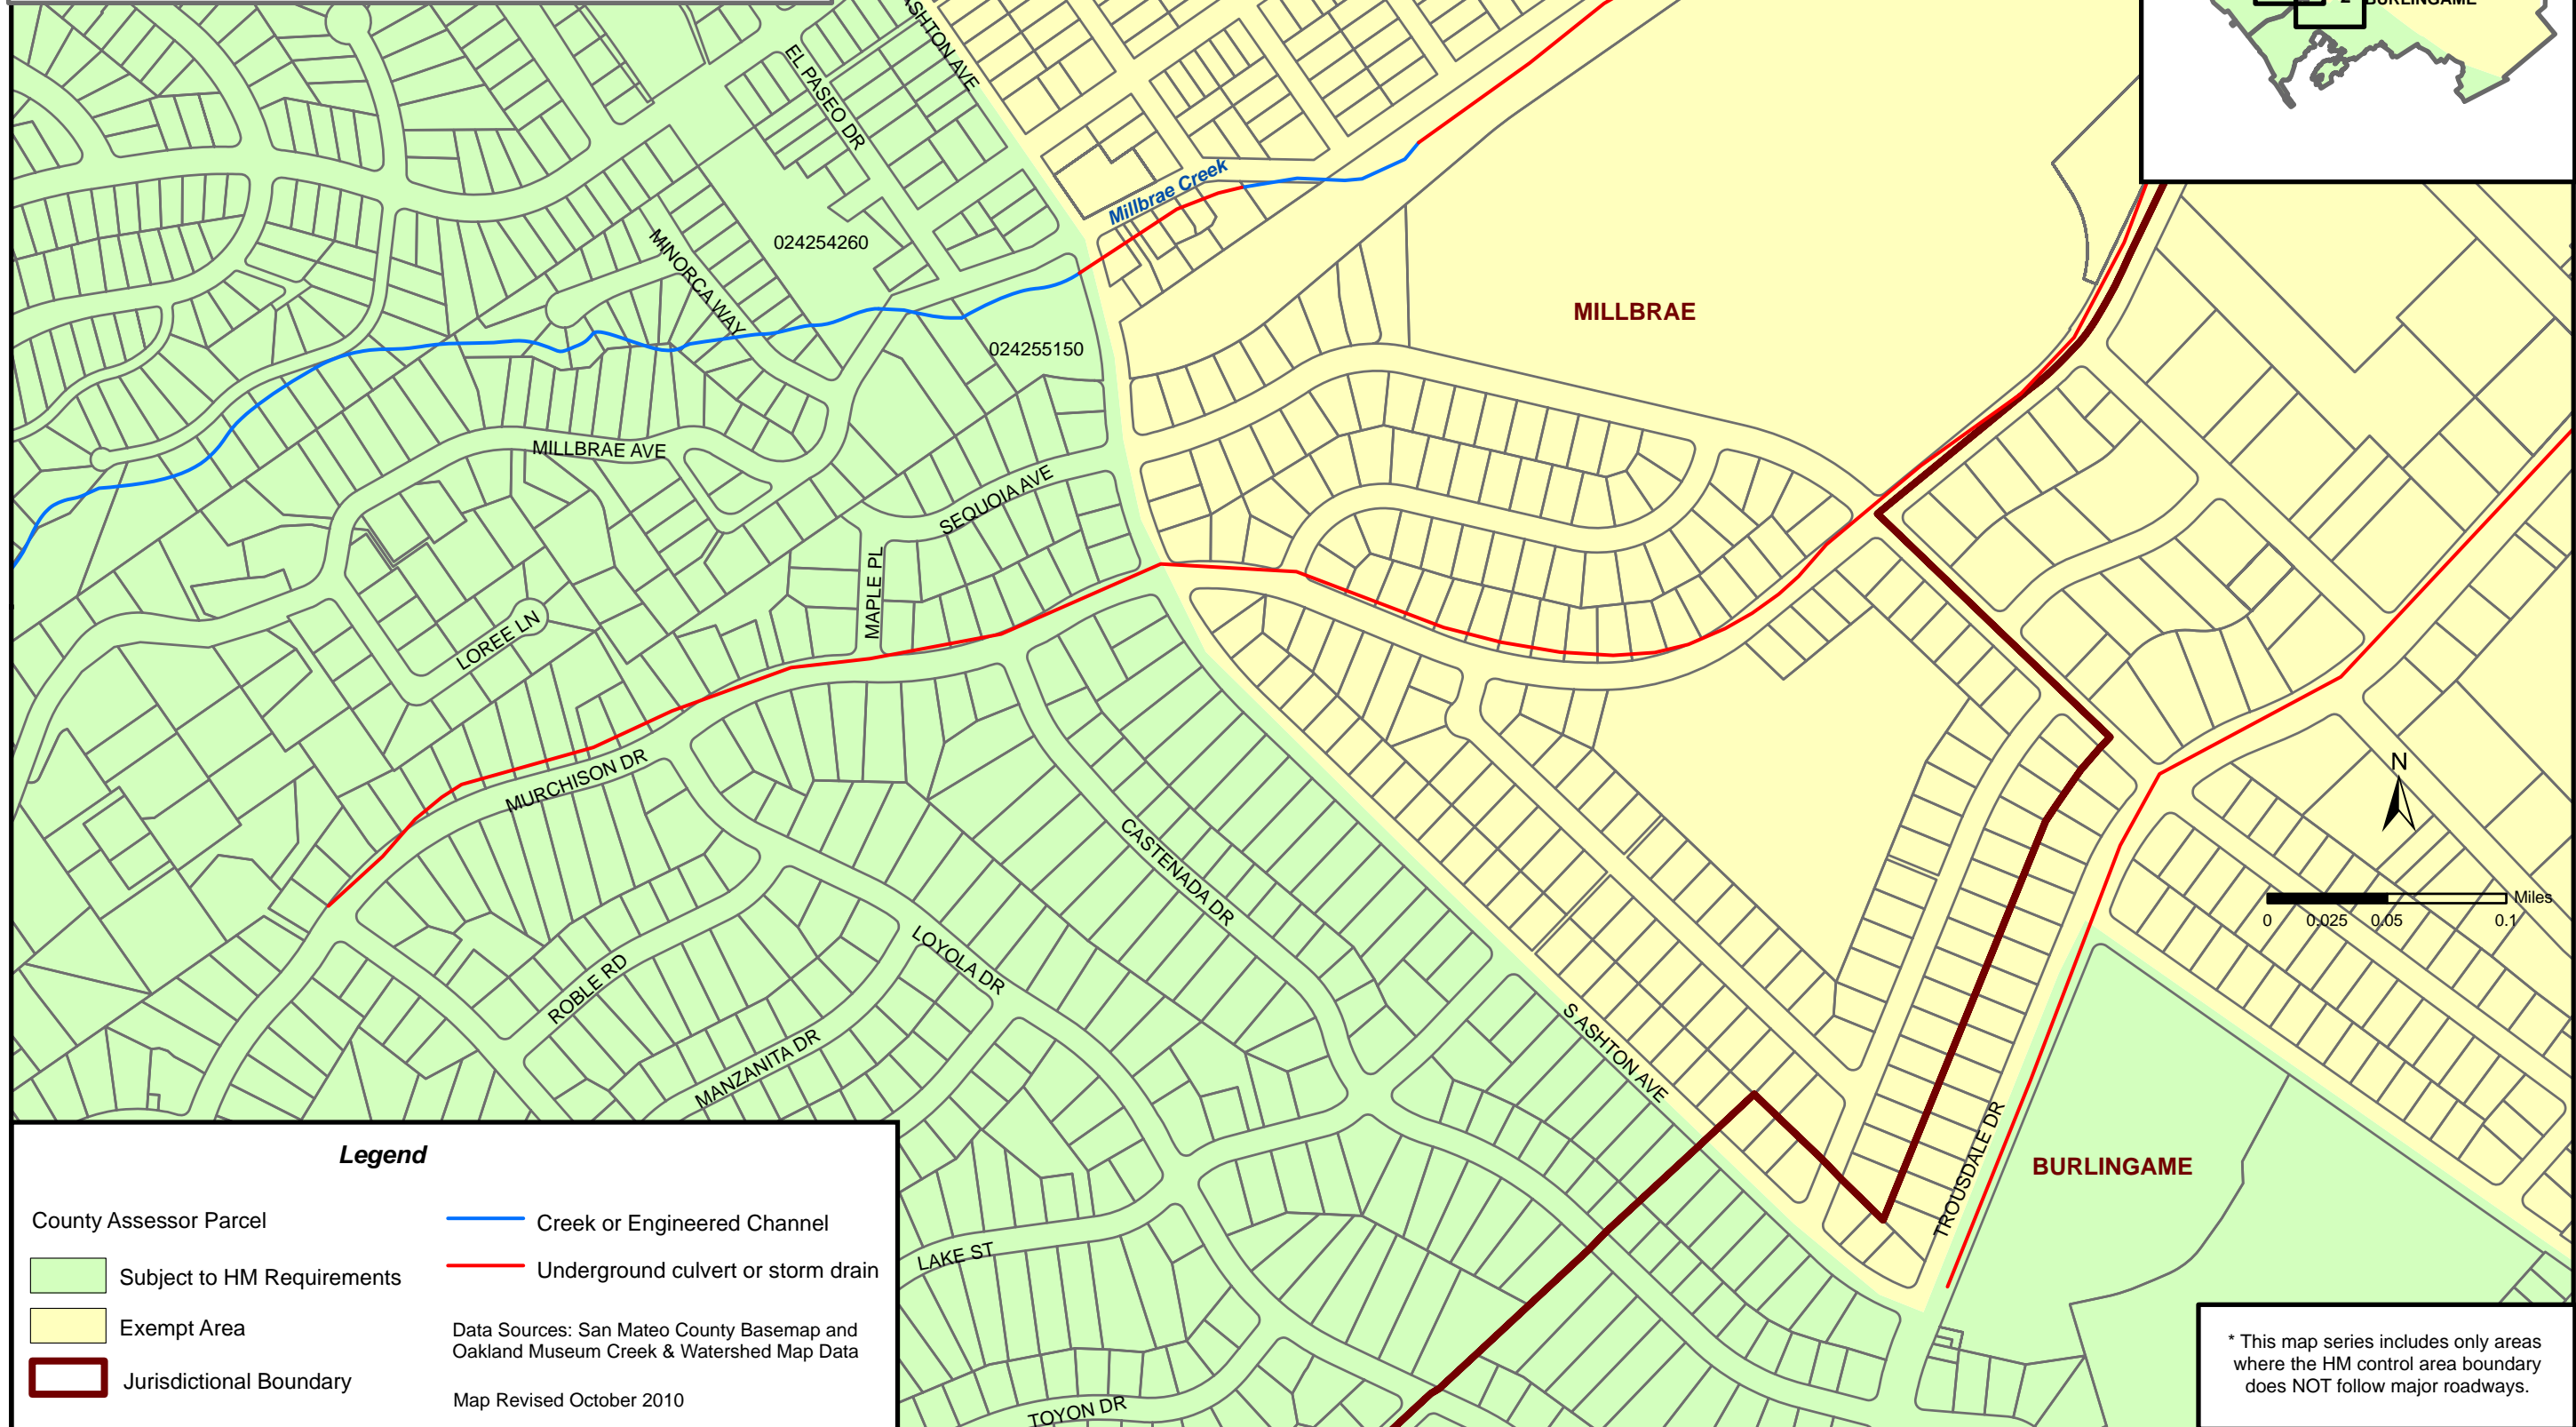 2 BURLINGAME
ASHTON AVE
EL PASEO DR
Millbrae Creek
MINORCA WAY
024254260
MILLBRAE
024255150
MILLBRAE AVE
SEQUOIA AVE
MAPLE PL
LOREE LN
MURCHISON DR
N
CASTENADA DR
Miles
0 0.025 0.05 0.1
LOYOLA DR
ROBLE RD
S ASHTON AVE
MANZANITA DR
TROUSDALE DR
BURLINGAME
LAKE ST
TOYON DR
Legend
County Assessor Parcel
Subject to HM Requirements
Exempt Area
Jurisdictional Boundary
Creek or Engineered Channel
Underground culvert or storm drain
Data Sources: San Mateo County Basemap and
Oakland Museum Creek & Watershed Map Data
Map Revised October 2010
* This map series includes only areas
where the HM control area boundary
does NOT follow major roadways.